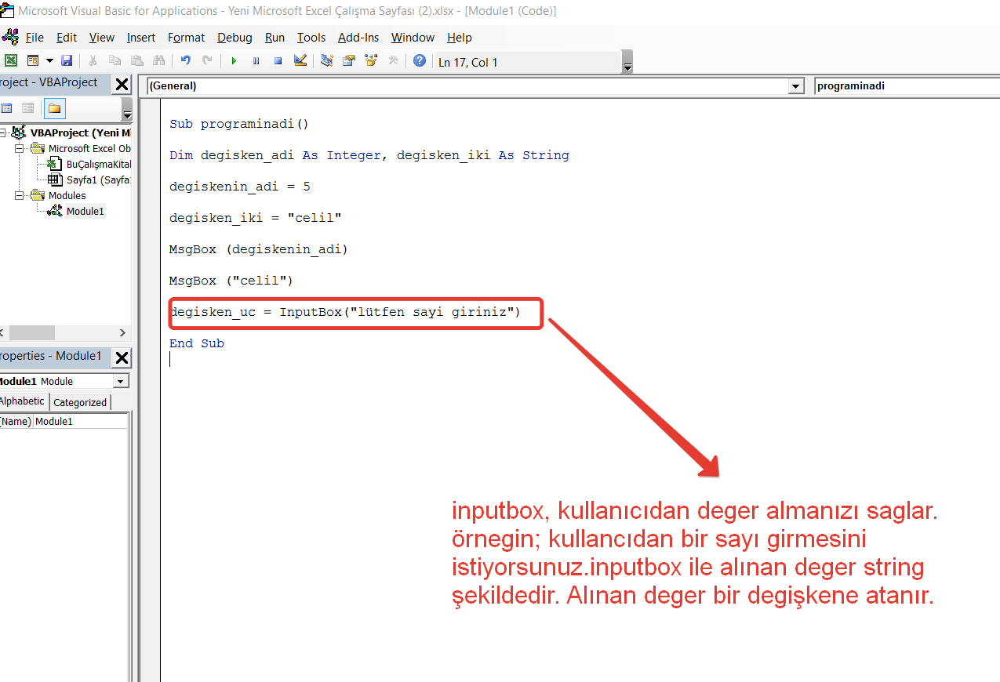 Microsoft Visual Basic for Applications - Yeni Microsoft Excel Çalışma Sayfası (2).xlsx - [Module1 (Code)]
File Edit View Insert Format Debug Run Tools Add-Ins Window Help
Ln 17, Col 1
roject - VBAProject
(General)
programinadi
VBAProject (Yeni Mi
Microsoft Excel Ob
BuÇalışmaKital
Sayfa1 (Sayfa:
Modules
Module1
Sub programinadi()
Dim degisken_adi As Integer, degisken_iki As String
degiskenin_adi = 5
degisken_iki = "celil"
MsgBox (degiskenin_adi)
MsgBox ("celil")
degisken_uc = InputBox("lütfen sayi giriniz")
End Sub
roperties - Module1
Module1 Module
Alphabetic Categorized
(Name) Module1
inputbox, kullanıcıdan deger almanızı saglar.
örnegin; kullancıdan bir sayı girmesini
istiyorsunuz.inputbox ile alınan deger string
şekildedir. Alınan deger bir degişkene atanır.